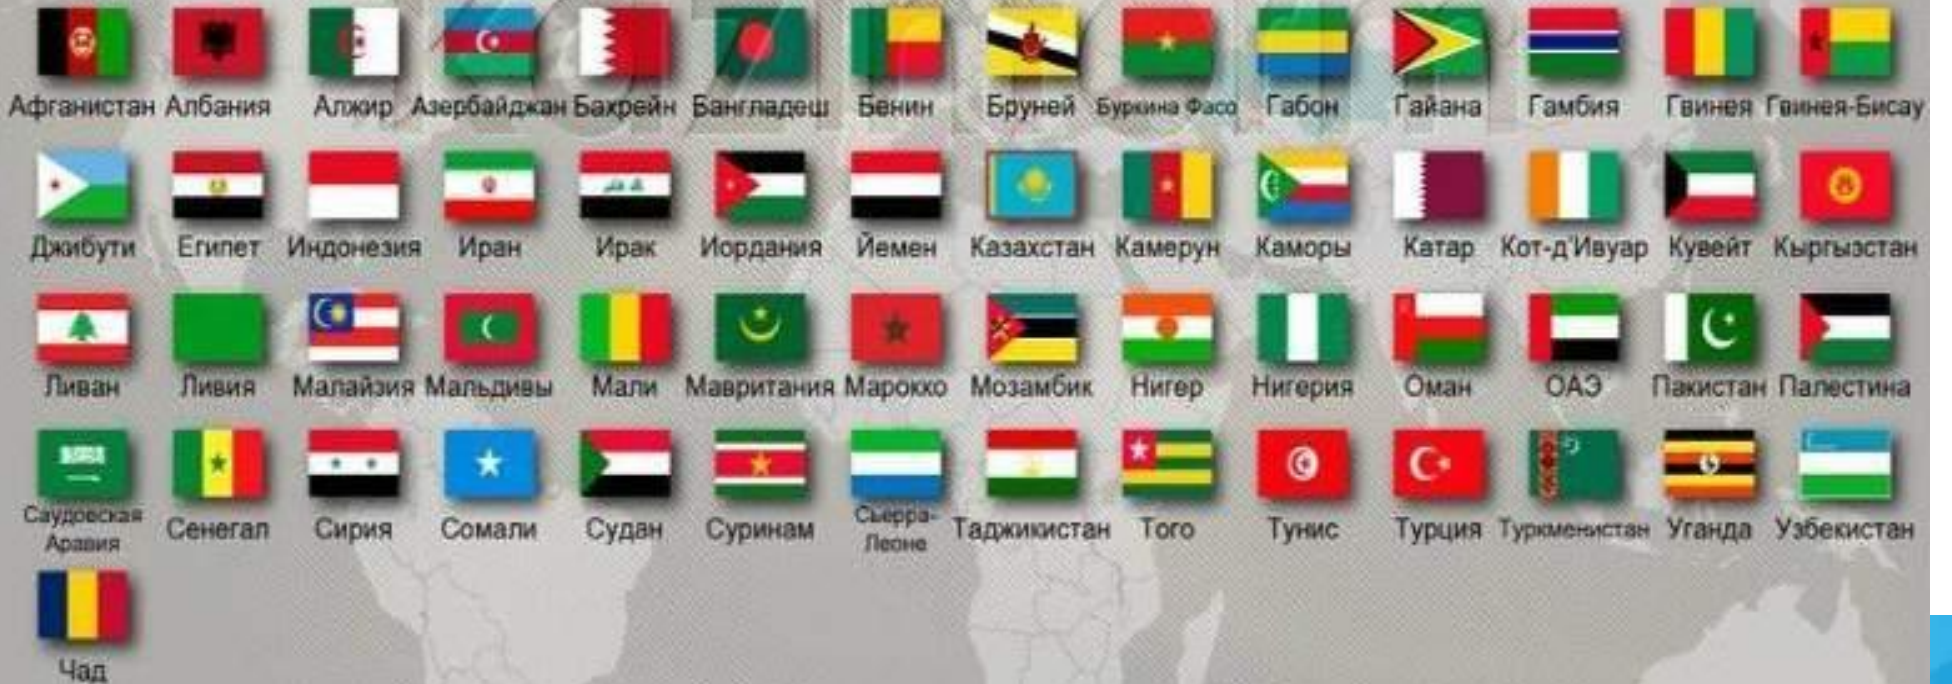 Афганистан Албания Алжир Азербайджан Бахрейн Бангладеш Бенин Бруней Буркина Фасо Габон Гайана Гамбия Гвинея Гвинея-Бисау
Джибути Египет Индонезия Иран Ирак Иордания Йемен Казахстан Камерун Каморы Катар Кот-д'Ивуар Кувейт Кыргызстан
Ливан Ливия Малайзия Мальдивы Мали Мавритания Марокко Мозамбик Нигер Нигерия Оман ОАЭ Пакистан Палестина
Саудовская Аравия Сенегал Сирия Сомали Судан Суринам Сьерра-Леоне Таджикистан Того Тунис Турция Туркменистан Уганда Узбекистан
Чад